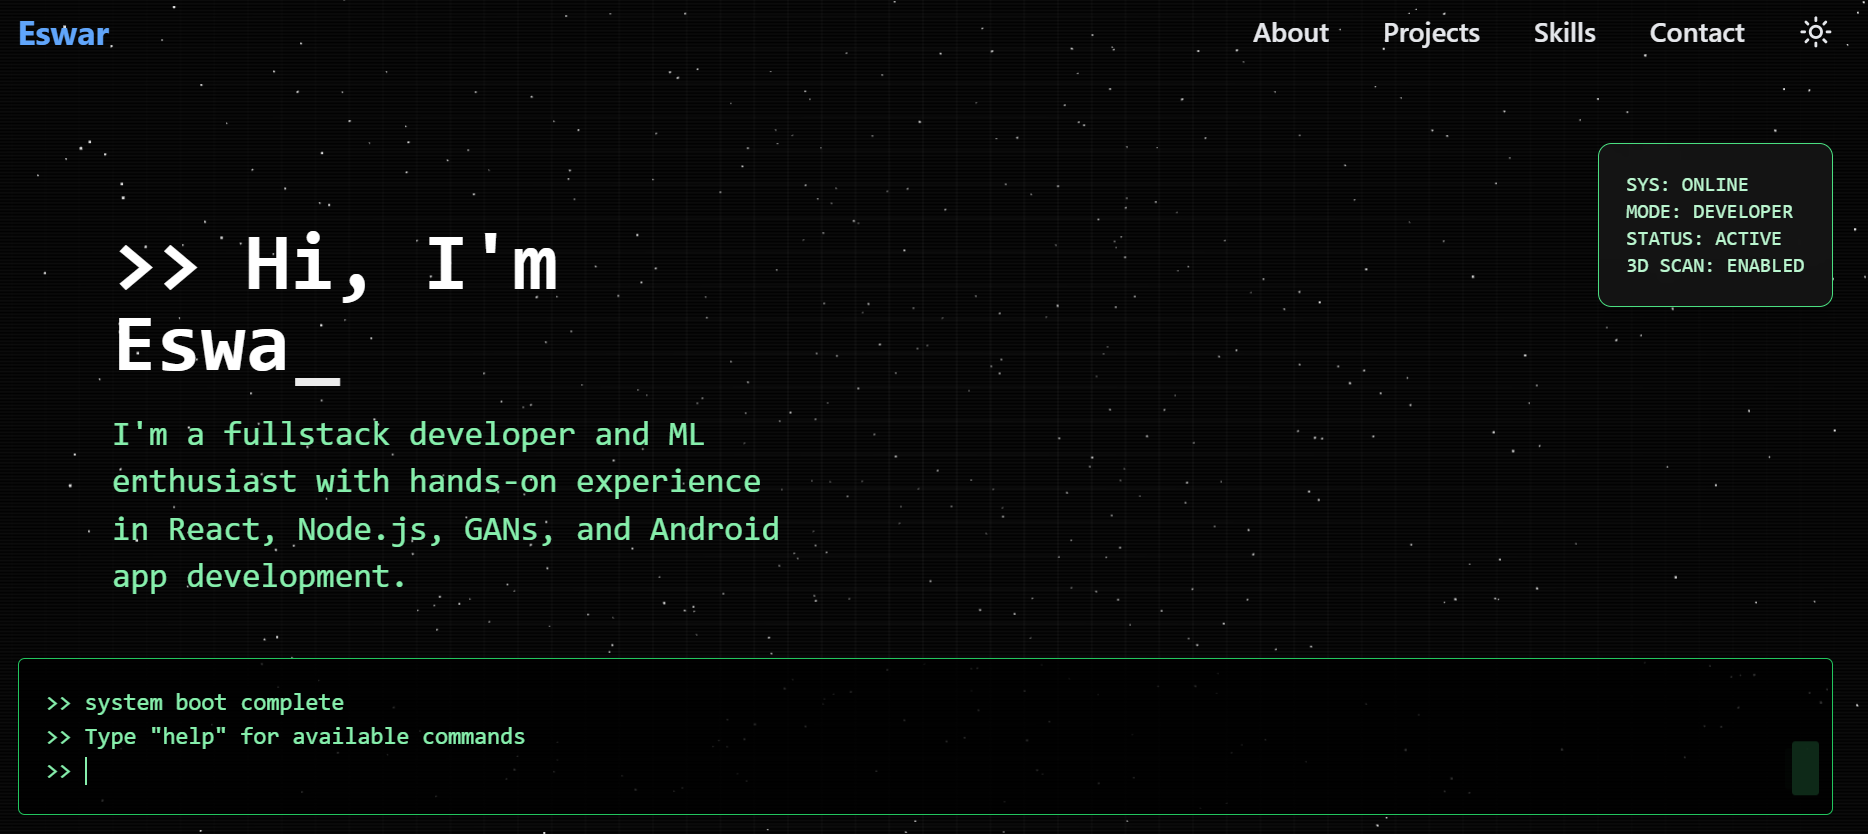 Eswar
About Projects Skills Contact
SYS: ONLINE
MODE: DEVELOPER
STATUS: ACTIVE
3D SCAN: ENABLED
>> Hi, I'm
Eswa_
I'm a fullstack developer and ML
enthusiast with hands-on experience
in React, Node.js, GANs, and Android
app development.
>> system boot complete
>> Type "help" for available commands
>>